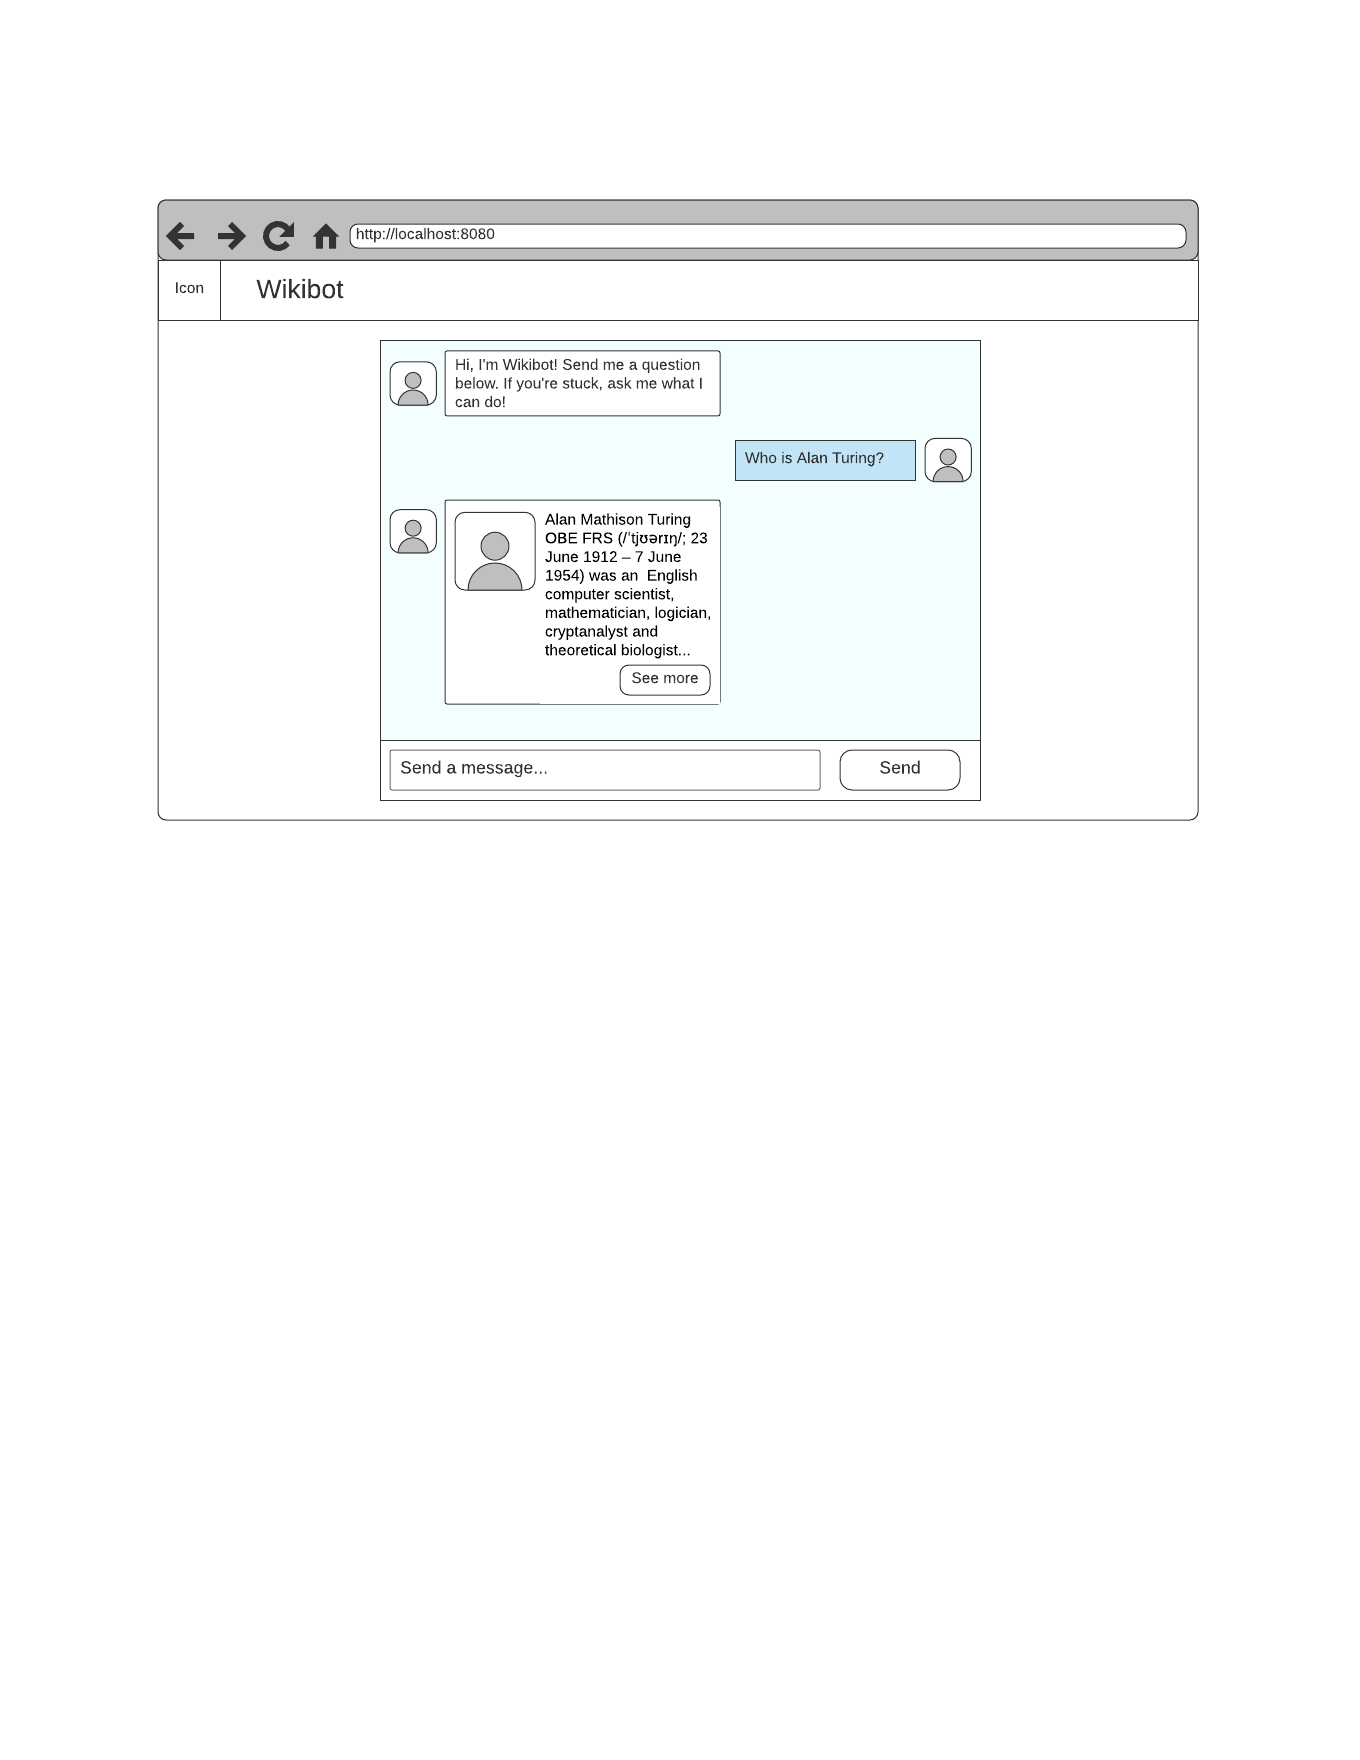 http://localhost:8080
Icon
Wikibot
Hi, I'm Wikibot! Send me a question
below. If you're stuck, ask me what I
can do!
Who is Alan Turing?
Alan Mathison Turing
OBE FRS (/ˈtjʊərɪŋ/; 23
June 1912 – 7 June
1954) was an  English
computer scientist,
mathematician, logician,
cryptanalyst and
theoretical biologist...
See more
Send a message...
Send